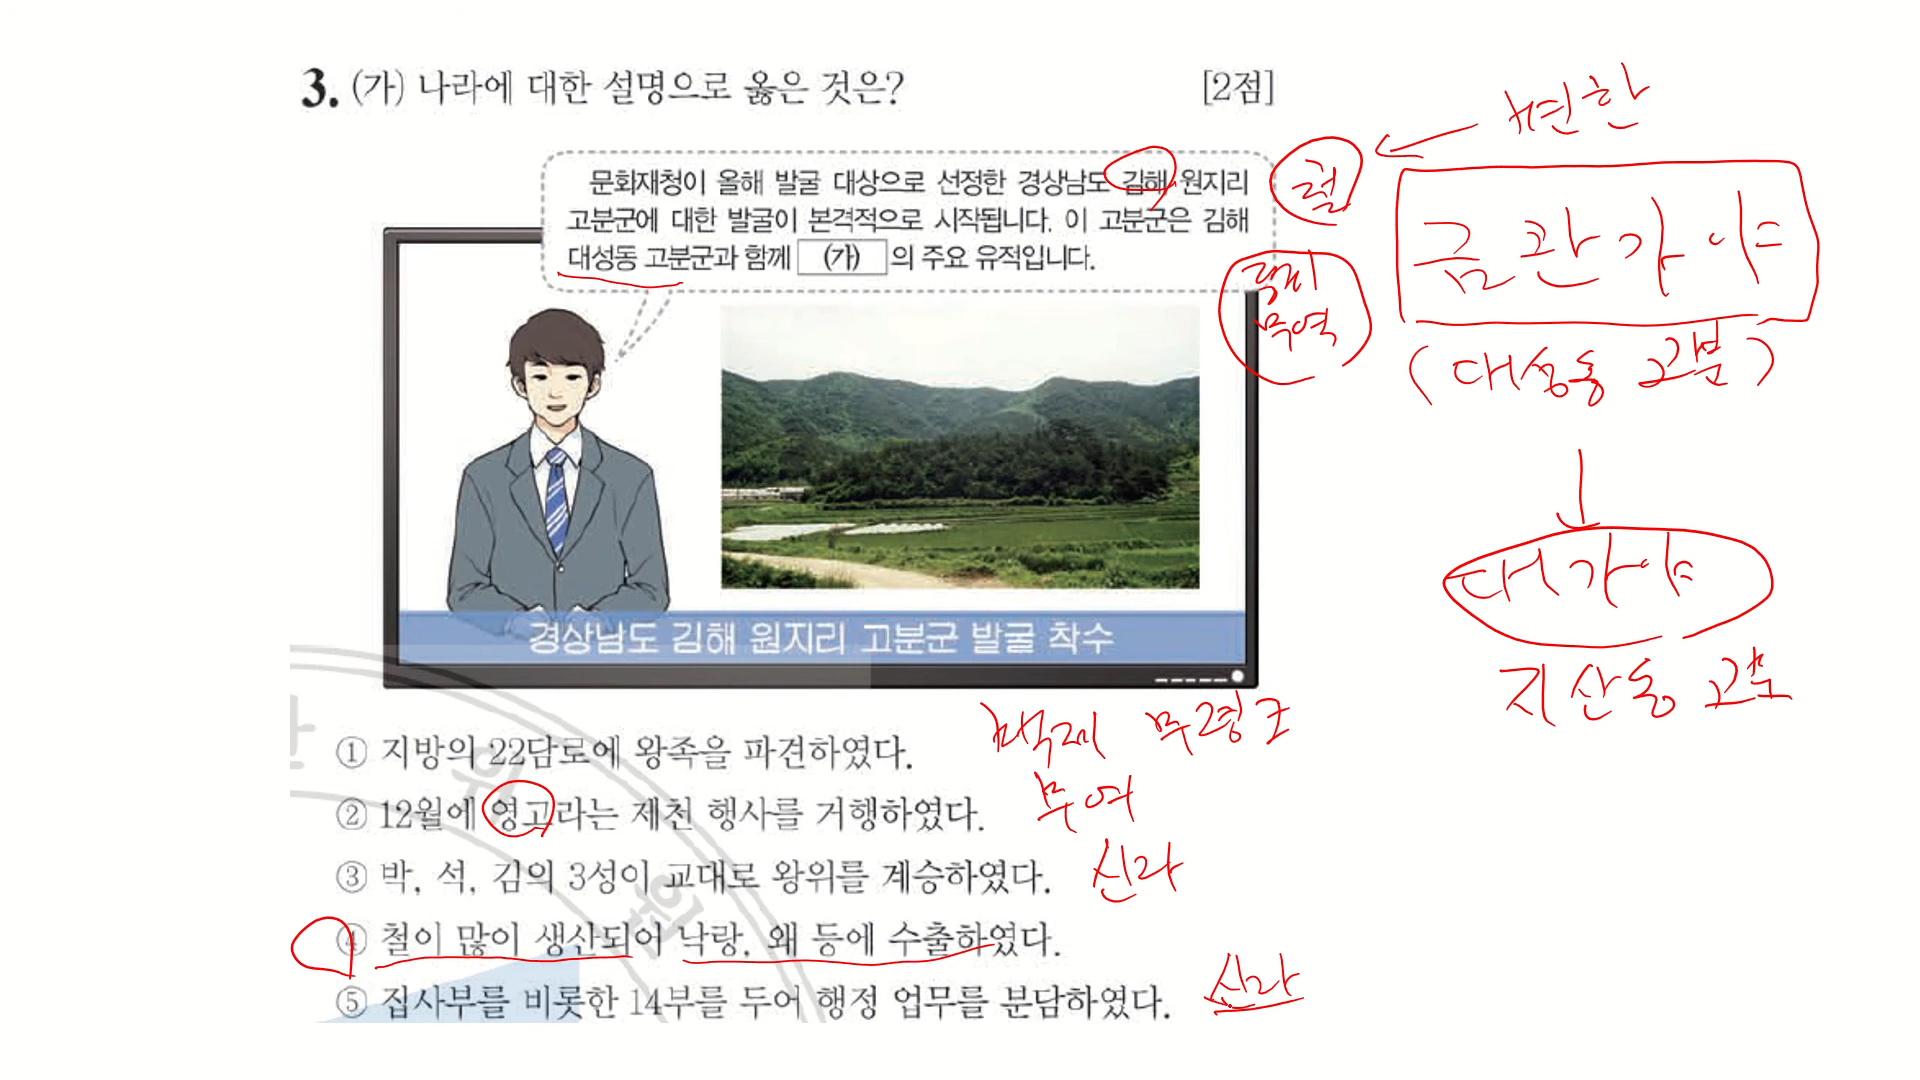 3. (가) 나라에 대한 설명으로 옳은 것은? [2점]
변한
문화재청이 올해 발굴 대상으로 선정한 경상남도 김해 원지리
고분군에 대한 발굴이 본격적으로 시작됩니다. 이 고분군은 김해
대성동 고분군과 함께 (가) 의 주요 유적입니다.
철
금관가야
무역
(대성동 고분)
대가야
경상남도 김해 원지리 고분군 발굴 착수
지산동
① 지방의 22담로에 왕족을 파견하였다. 백제 무령왕
② 12월에 영고라는 제천 행사를 거행하였다. 부여
③ 박, 석, 김의 3성이 교대로 왕위를 계승하였다. 신라
④ 철이 많이 생산되어 낙랑, 왜 등에 수출하였다.
⑤ 집사부를 비롯한 14부를 두어 행정 업무를 분담하였다. 신라